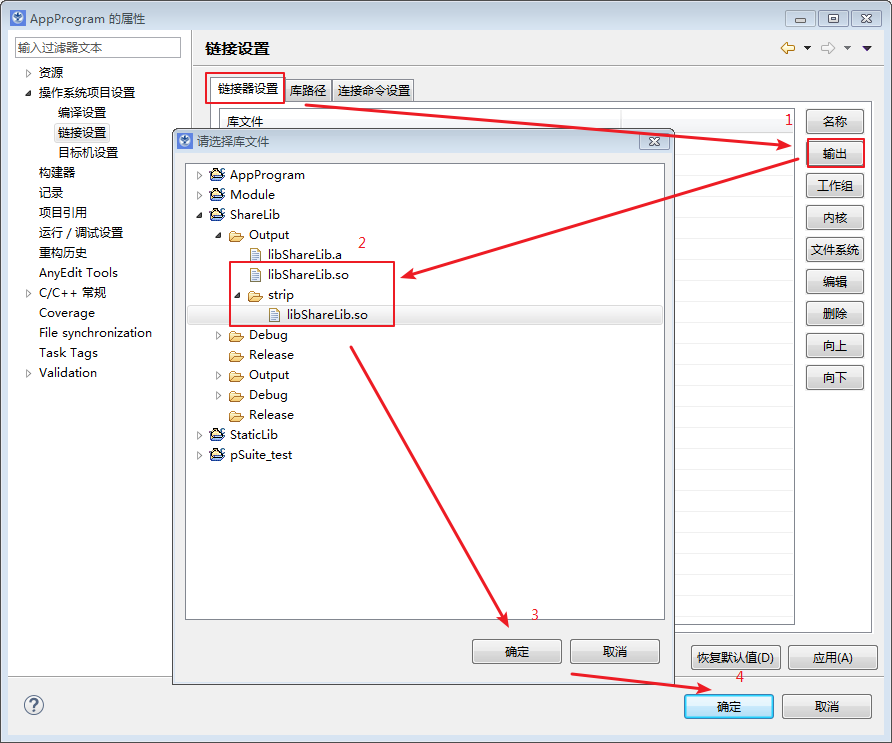 AppProgram 的属性
输入过滤器文本
资源
操作系统项目设置
编译设置
链接设置
目标机设置
构建器
记录
项目引用
运行 / 调试设置
重构历史
AnyEdit Tools
C/C++ 常规
Coverage
File synchronization
Task Tags
Validation
链接设置
链接器设置 库路径 连接命令设置
库文件
1
名称
输出
工作组
内核
文件系统
编辑
删除
向上
向下
请选择库文件
AppProgram
Module
ShareLib
Output
2
libShareLib.a
libShareLib.so
strip
libShareLib.so
Debug
Release
Output
Debug
Release
StaticLib
pSuite_test
3
确定 取消
恢复默认值(D) 应用(A)
4
确定 取消